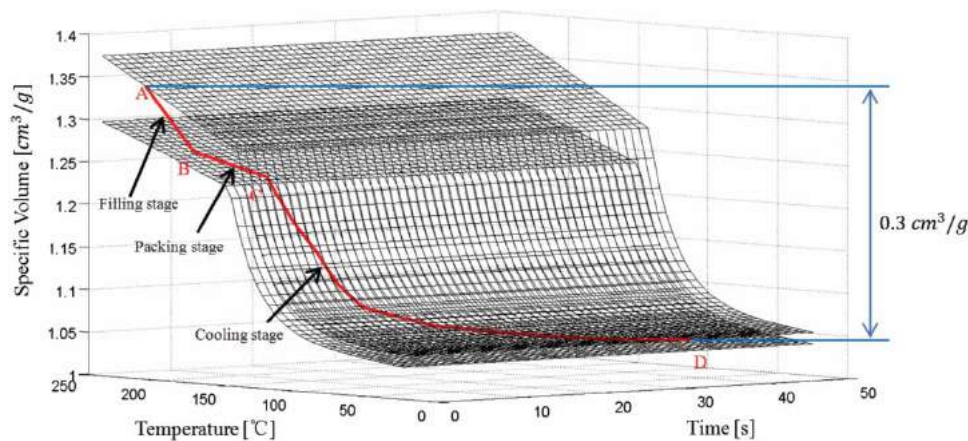 1.4
1.35
1.3
1.25
1.2
1.15
1.1
1.05
1
Specific Volume [cm³/g]
A
B
C
D
Filling stage
Packing stage
Cooling stage
0.3 cm³/g
250
200
150
100
50
0
Temperature [℃]
0
10
20
30
40
50
Time [s]